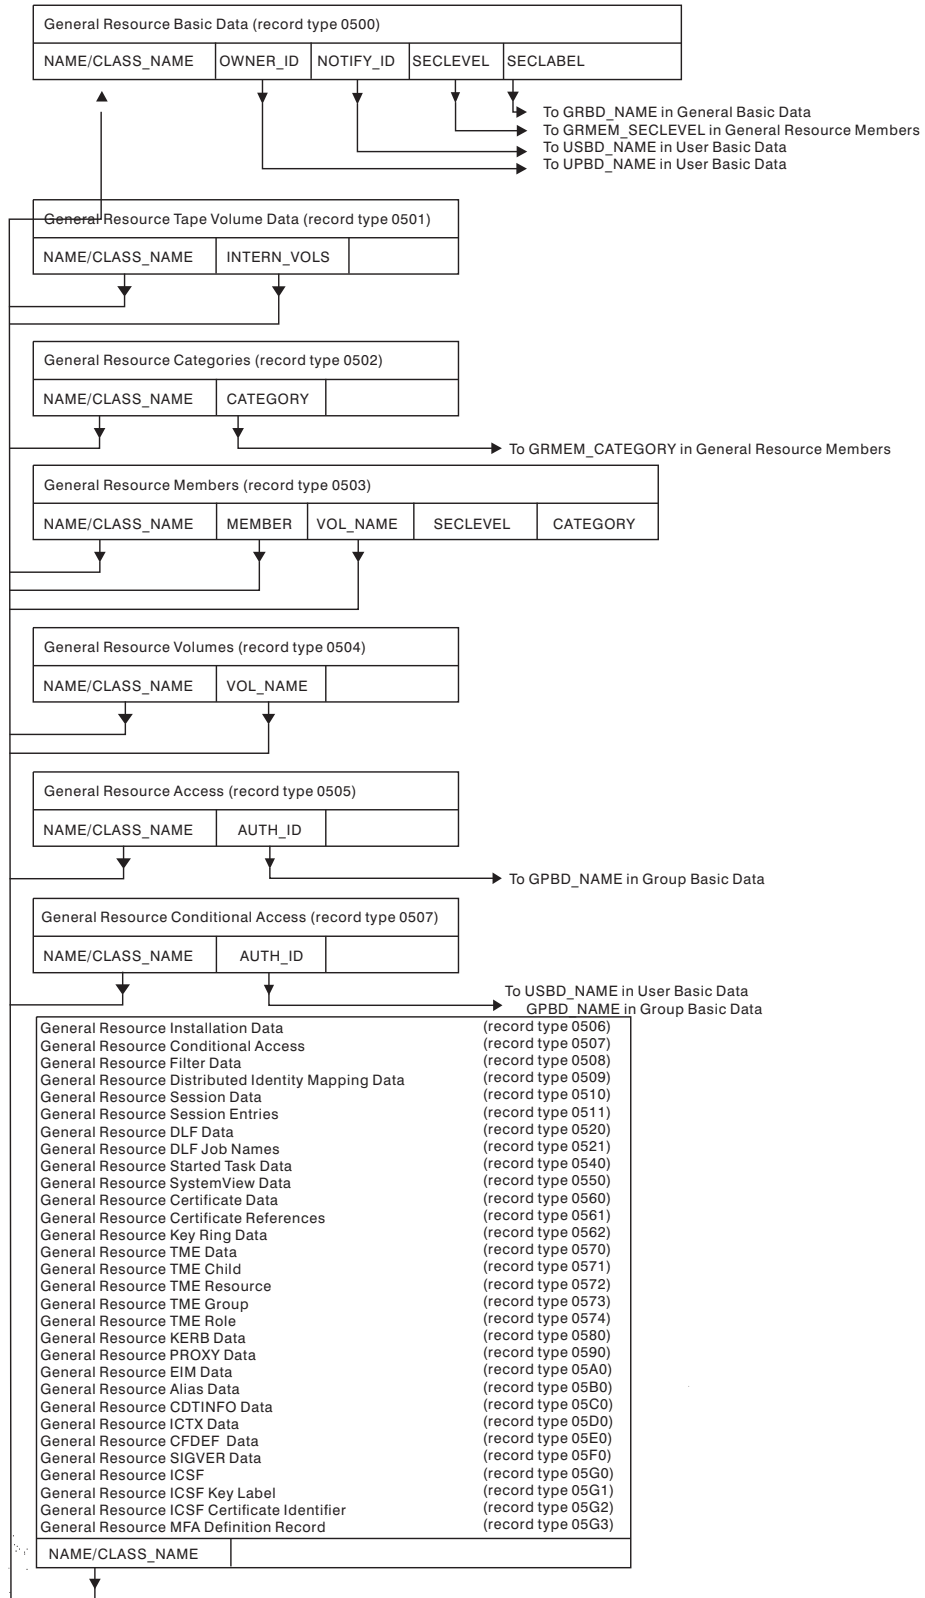 General Resource Basic Data (record type 0500)
NAME/CLASS_NAME OWNER_ID NOTIFY_ID SECLEVEL SECLABEL
To GRBD_NAME in General Basic Data
To GRMEM_SECLEVEL in General Resource Members
To USBD_NAME in User Basic Data
To UPBD_NAME in User Basic Data
General Resource Tape Volume Data (record type 0501)
NAME/CLASS_NAME INTERN_VOLS
General Resource Categories (record type 0502)
NAME/CLASS_NAME CATEGORY
To GRMEM_CATEGORY in General Resource Members
General Resource Members (record type 0503)
NAME/CLASS_NAME MEMBER VOL_NAME SECLEVEL CATEGORY
General Resource Volumes (record type 0504)
NAME/CLASS_NAME VOL_NAME
General Resource Access (record type 0505)
NAME/CLASS_NAME AUTH_ID
To GPBD_NAME in Group Basic Data
General Resource Conditional Access (record type 0507)
NAME/CLASS_NAME AUTH_ID
To USBD_NAME in User Basic Data
GPBD_NAME in Group Basic Data
General Resource Installation Data (record type 0506)
General Resource Conditional Access (record type 0507)
General Resource Filter Data (record type 0508)
General Resource Distributed Identity Mapping Data (record type 0509)
General Resource Session Data (record type 0510)
General Resource Session Entries (record type 0511)
General Resource DLF Data (record type 0520)
General Resource DLF Job Names (record type 0521)
General Resource Started Task Data (record type 0540)
General Resource SystemView Data (record type 0550)
General Resource Certificate Data (record type 0560)
General Resource Certificate References (record type 0561)
General Resource Key Ring Data (record type 0562)
General Resource TME Data (record type 0570)
General Resource TME Child (record type 0571)
General Resource TME Resource (record type 0572)
General Resource TME Group (record type 0573)
General Resource TME Role (record type 0574)
General Resource KERB Data (record type 0580)
General Resource PROXY Data (record type 0590)
General Resource EIM Data (record type 05A0)
General Resource Alias Data (record type 05B0)
General Resource CDTINFO Data (record type 05C0)
General Resource ICTX Data (record type 05D0)
General Resource CFDEF Data (record type 05E0)
General Resource SIGVER Data (record type 05F0)
General Resource ICSF (record type 05G0)
General Resource ICSF Key Label (record type 05G1)
General Resource ICSF Certificate Identifier (record type 05G2)
General Resource MFA Definition Record (record type 05G3)
NAME/CLASS_NAME